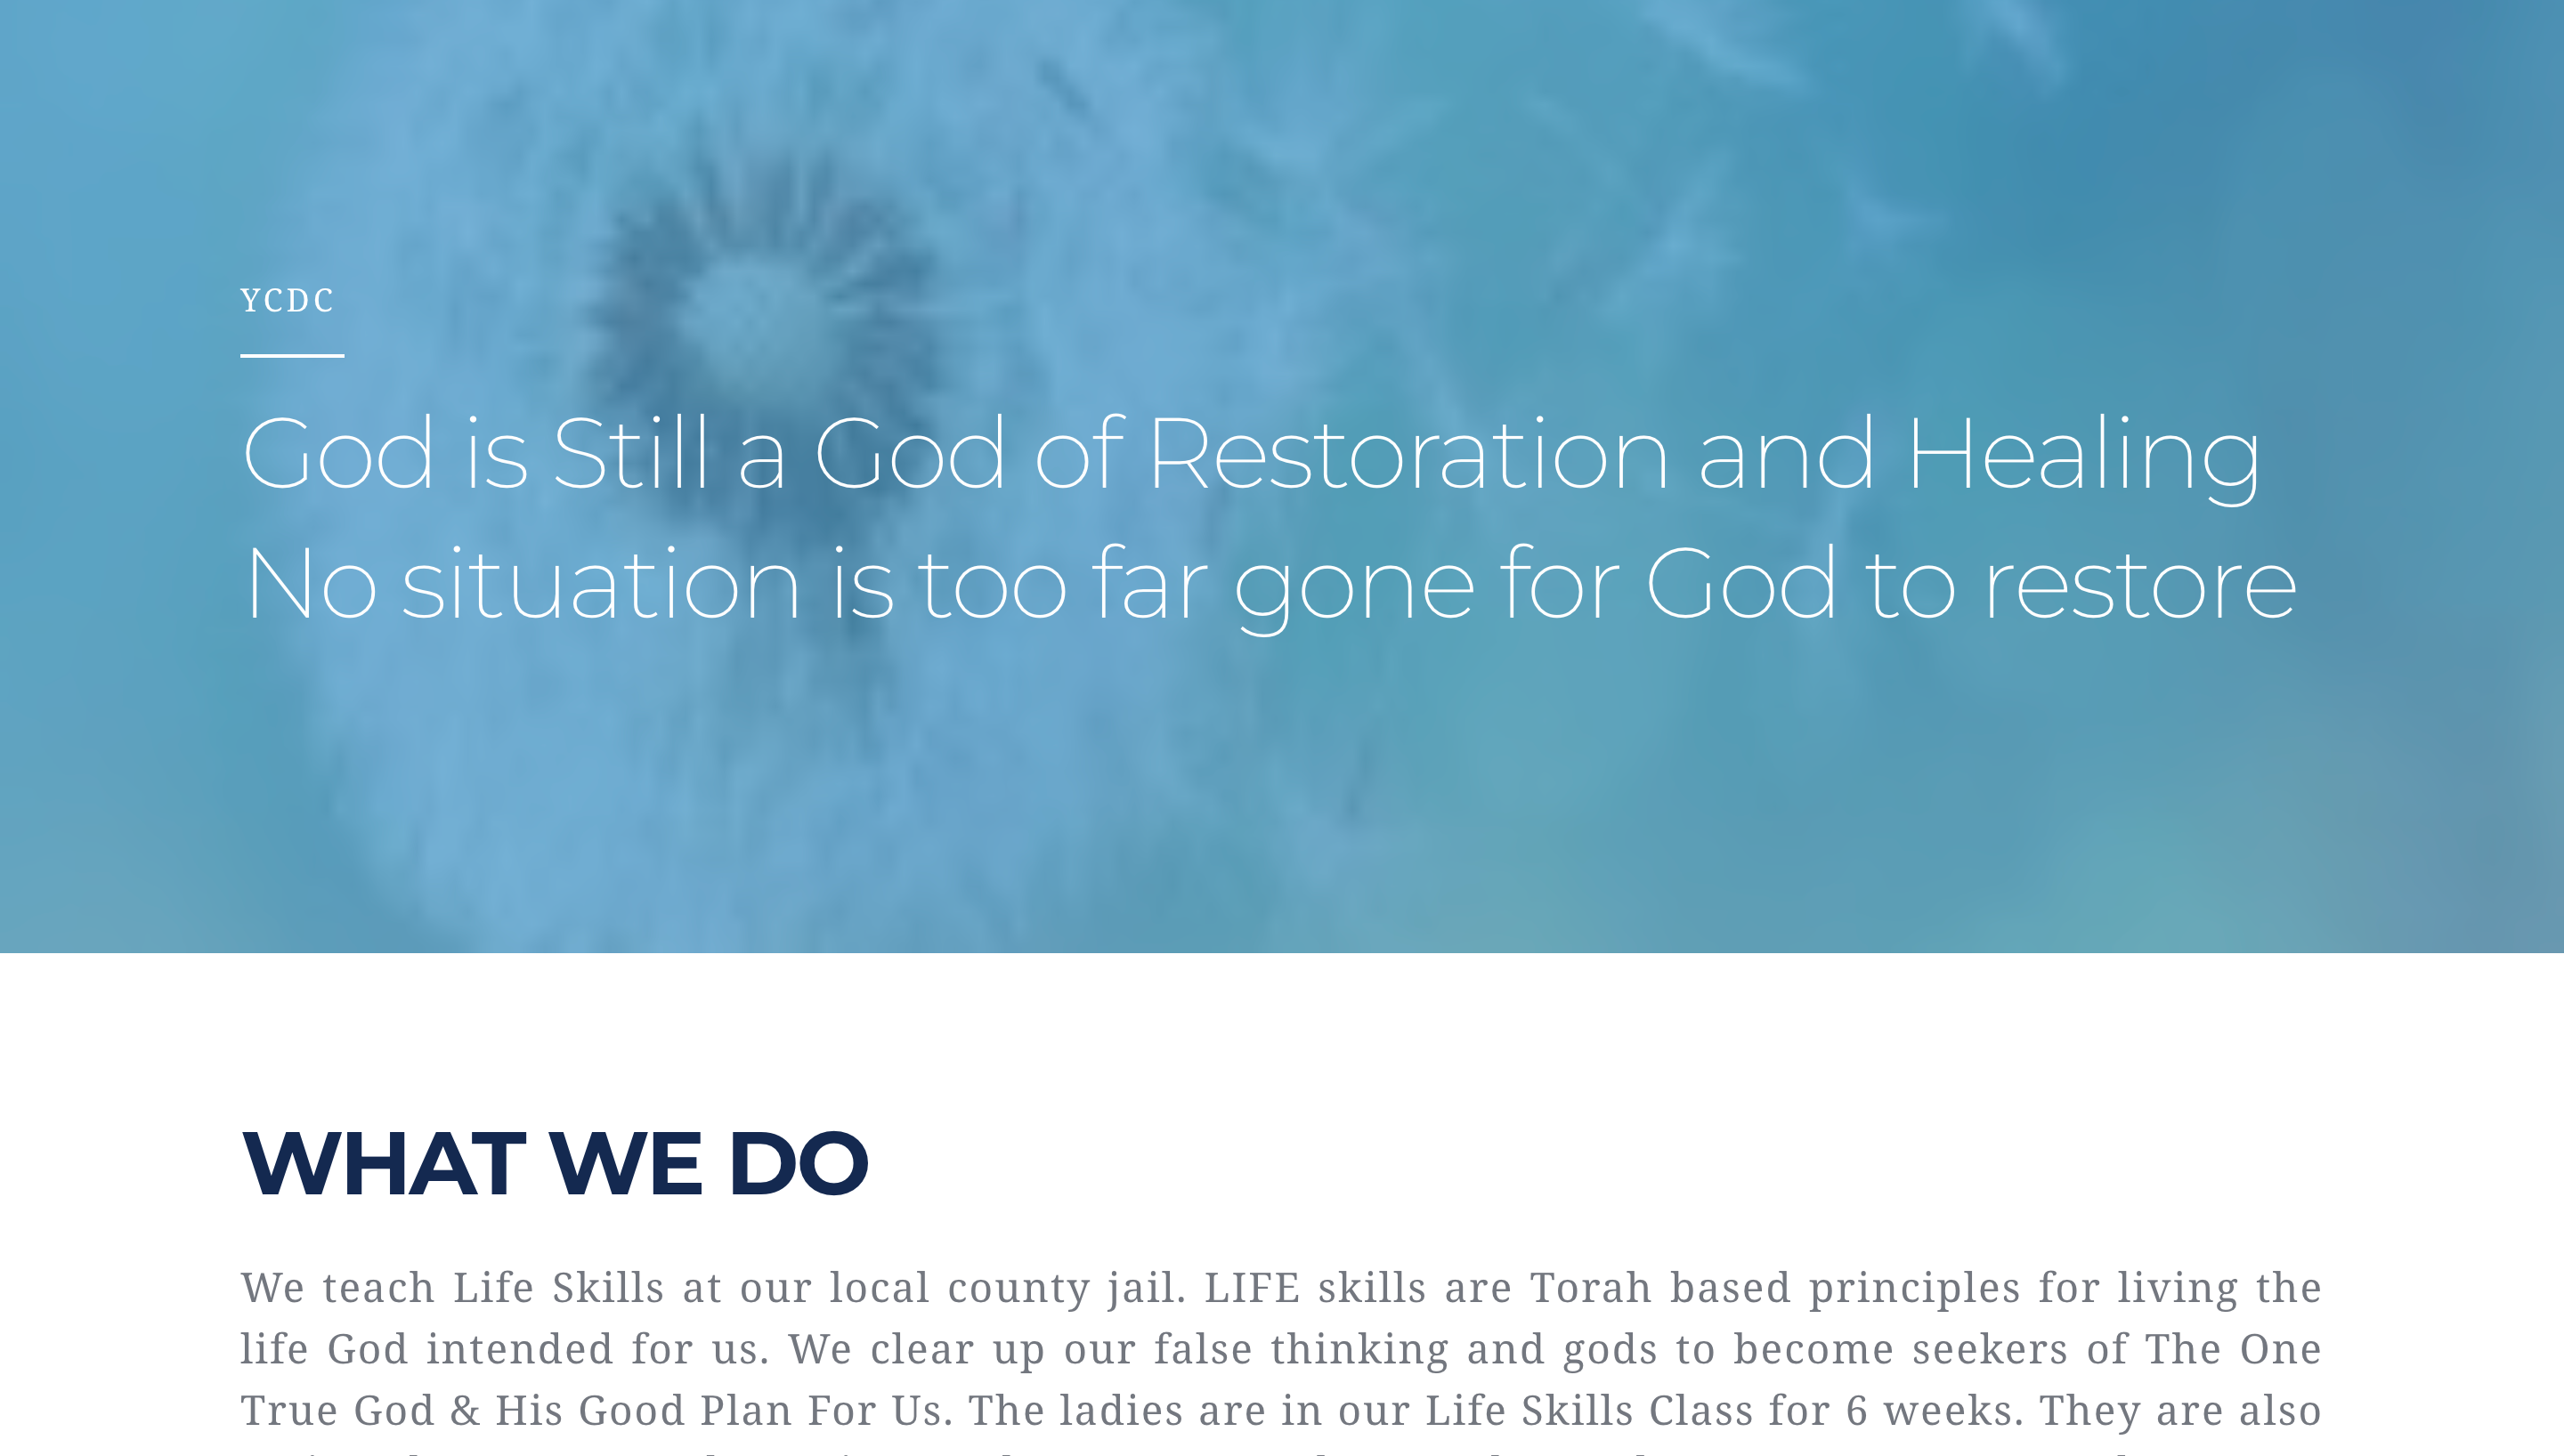 YCDC
God is Still a God of Restoration and Healing
No situation is too far gone for God to restore
WHAT WE DO
We teach Life Skills at our local county jail. LIFE skills are Torah based principles for living the
life God intended for us. We clear up our false thinking and gods to become seekers of The One
True God & His Good Plan For Us. The ladies are in our Life Skills Class for 6 weeks. They are also